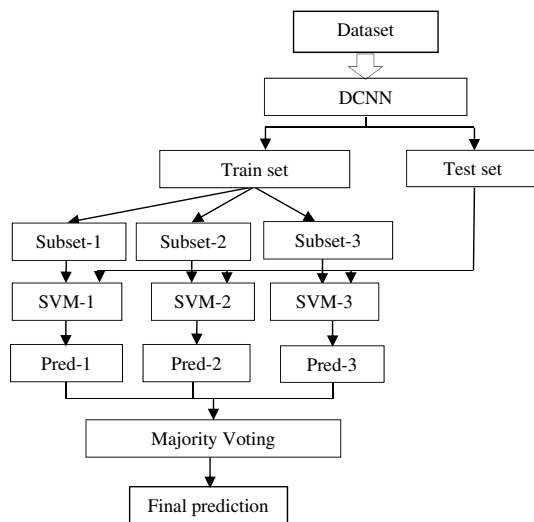 Dataset
DCNN
Train set
Test set
Subset-1
Subset-2
Subset-3
SVM-1
SVM-2
SVM-3
Pred-1
Pred-2
Pred-3
Majority Voting
Final prediction